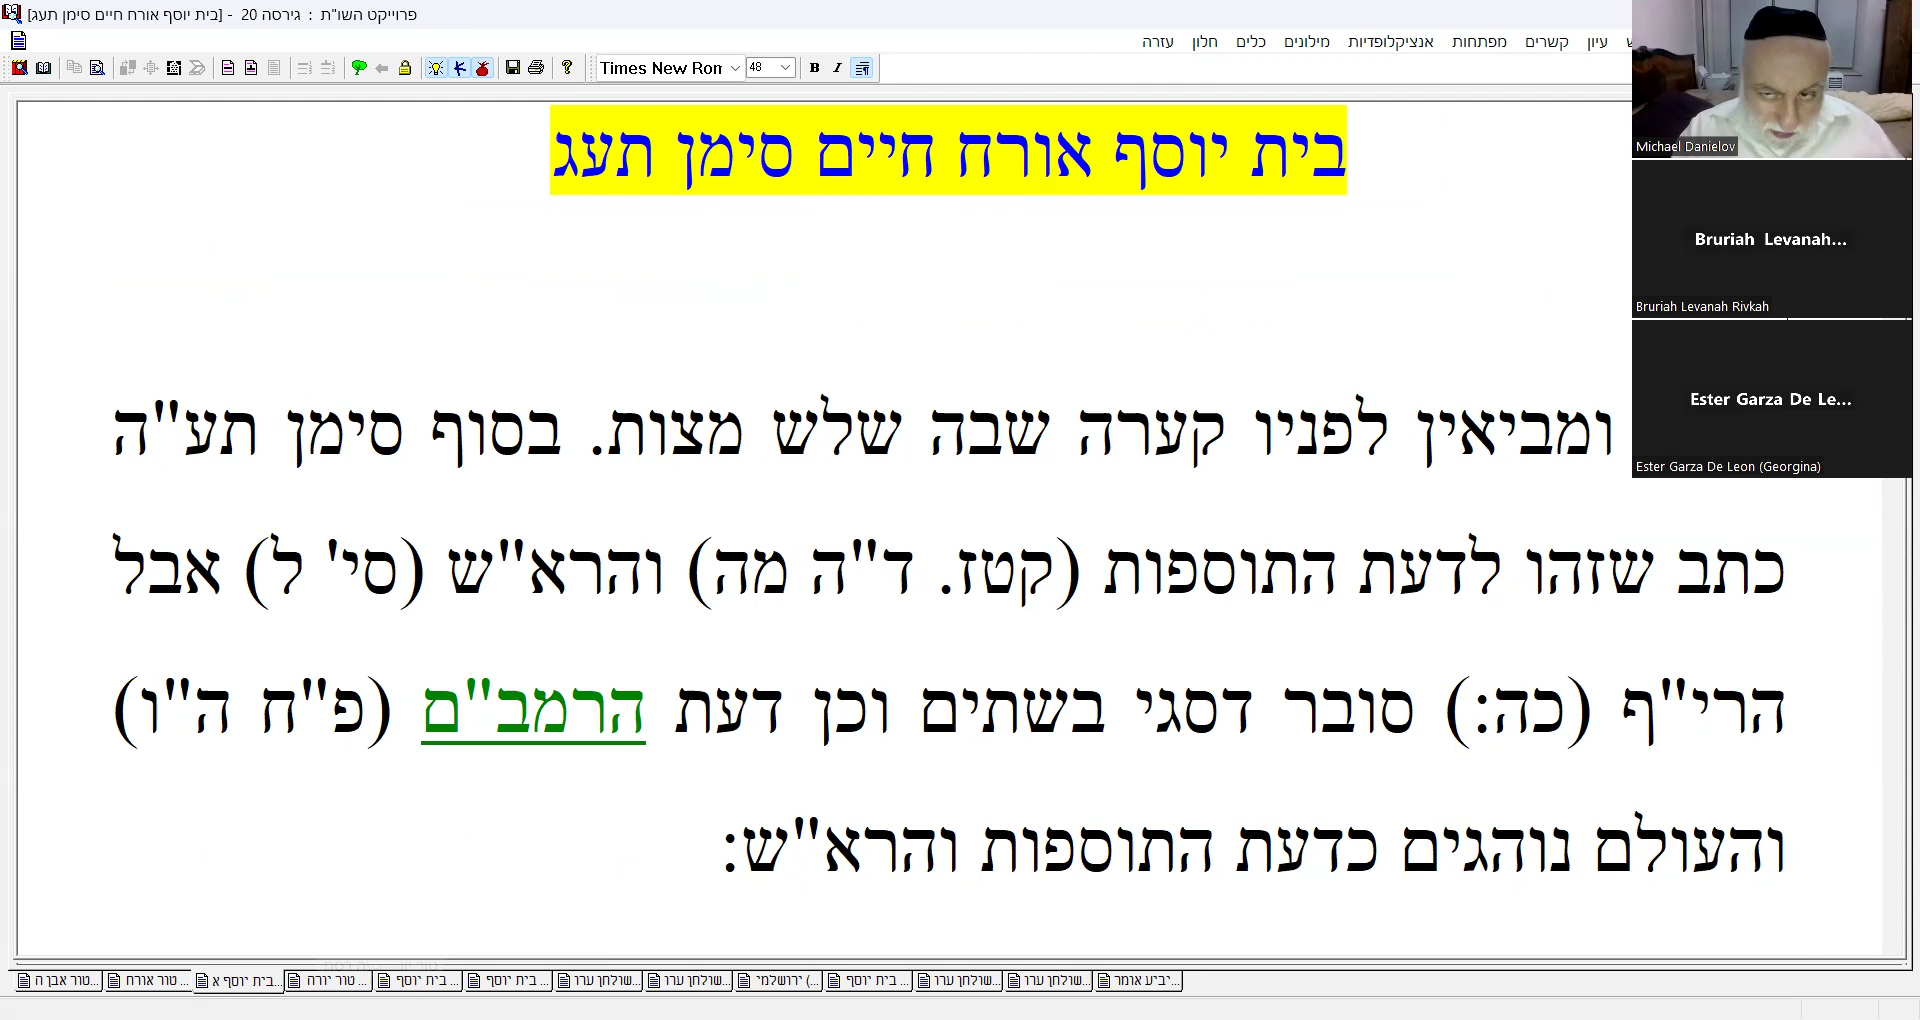 פרוייקט השו"ת : גירסה 20 - [בית יוסף אורח חיים סימן תעג]
עיון קשרים מפתחות אנציקלופדיות מילונים כלים חלון עזרה
Times New Ron 48 B I
בית יוסף אורח חיים סימן תעג
ומביאין לפניו קערה שבה שלש מצות. בסוף סימן תע"ה
כתב שזהו לדעת התוספות (קטז. ד"ה מה) והרא"ש (סי' ל) אבל
הרי"ף (כה:) סובר דסגי בשתים וכן דעת הרמב"ם (פ"ח ה"ו)
והעולם נוהגים כדעת התוספות והרא"ש:
Michael Danielov
Bruriah Levanah...
Bruriah Levanah Rivkah
Ester Garza De Le...
Ester Garza De Leon (Georgina)
טור אבן ה...
טור אורח ...
בית יוסף א...
טור יורה ...
בית יוסף ...
בית יוסף ...
שולחן ערו...
שולחן ערו...
ירושלמי (...
בית יוסף ...
שולחן ערו...
שולחן ערו...
יביע אומר...